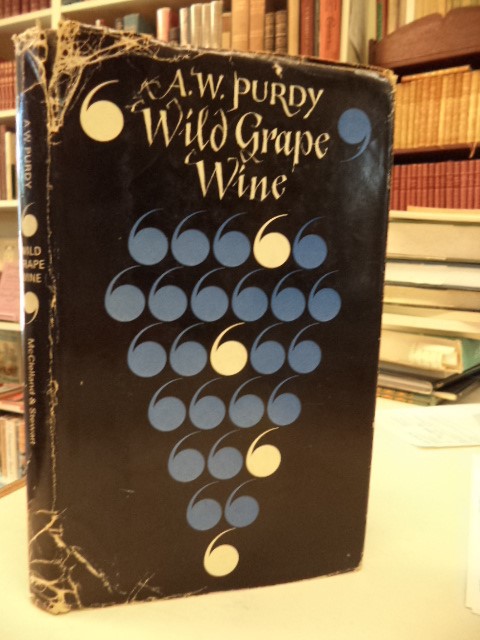 A.W. PURDY
Wild Grape
Wine
A.W. PURDY
WILD
GRAPE
WINE
McClelland & Stewart